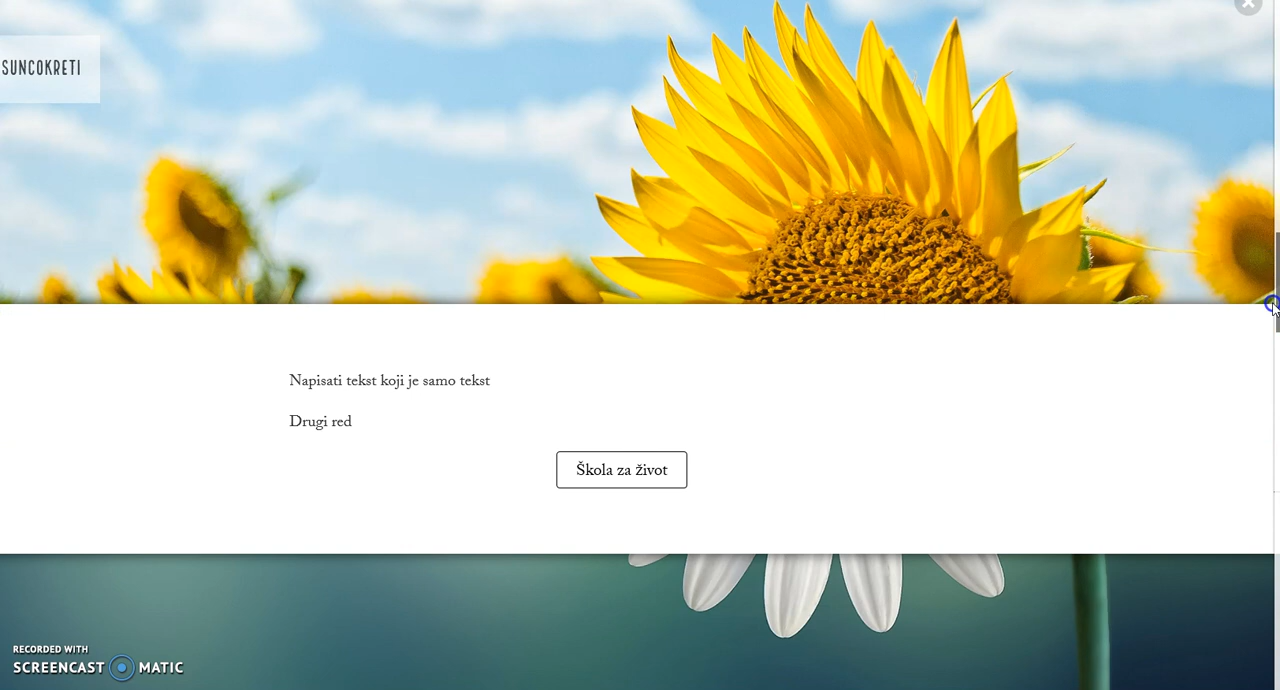 SUNCOKRETI
Napisati tekst koji je samo tekst
Drugi red
Škola za život
RECORDED WITH
SCREENCAST MATIC